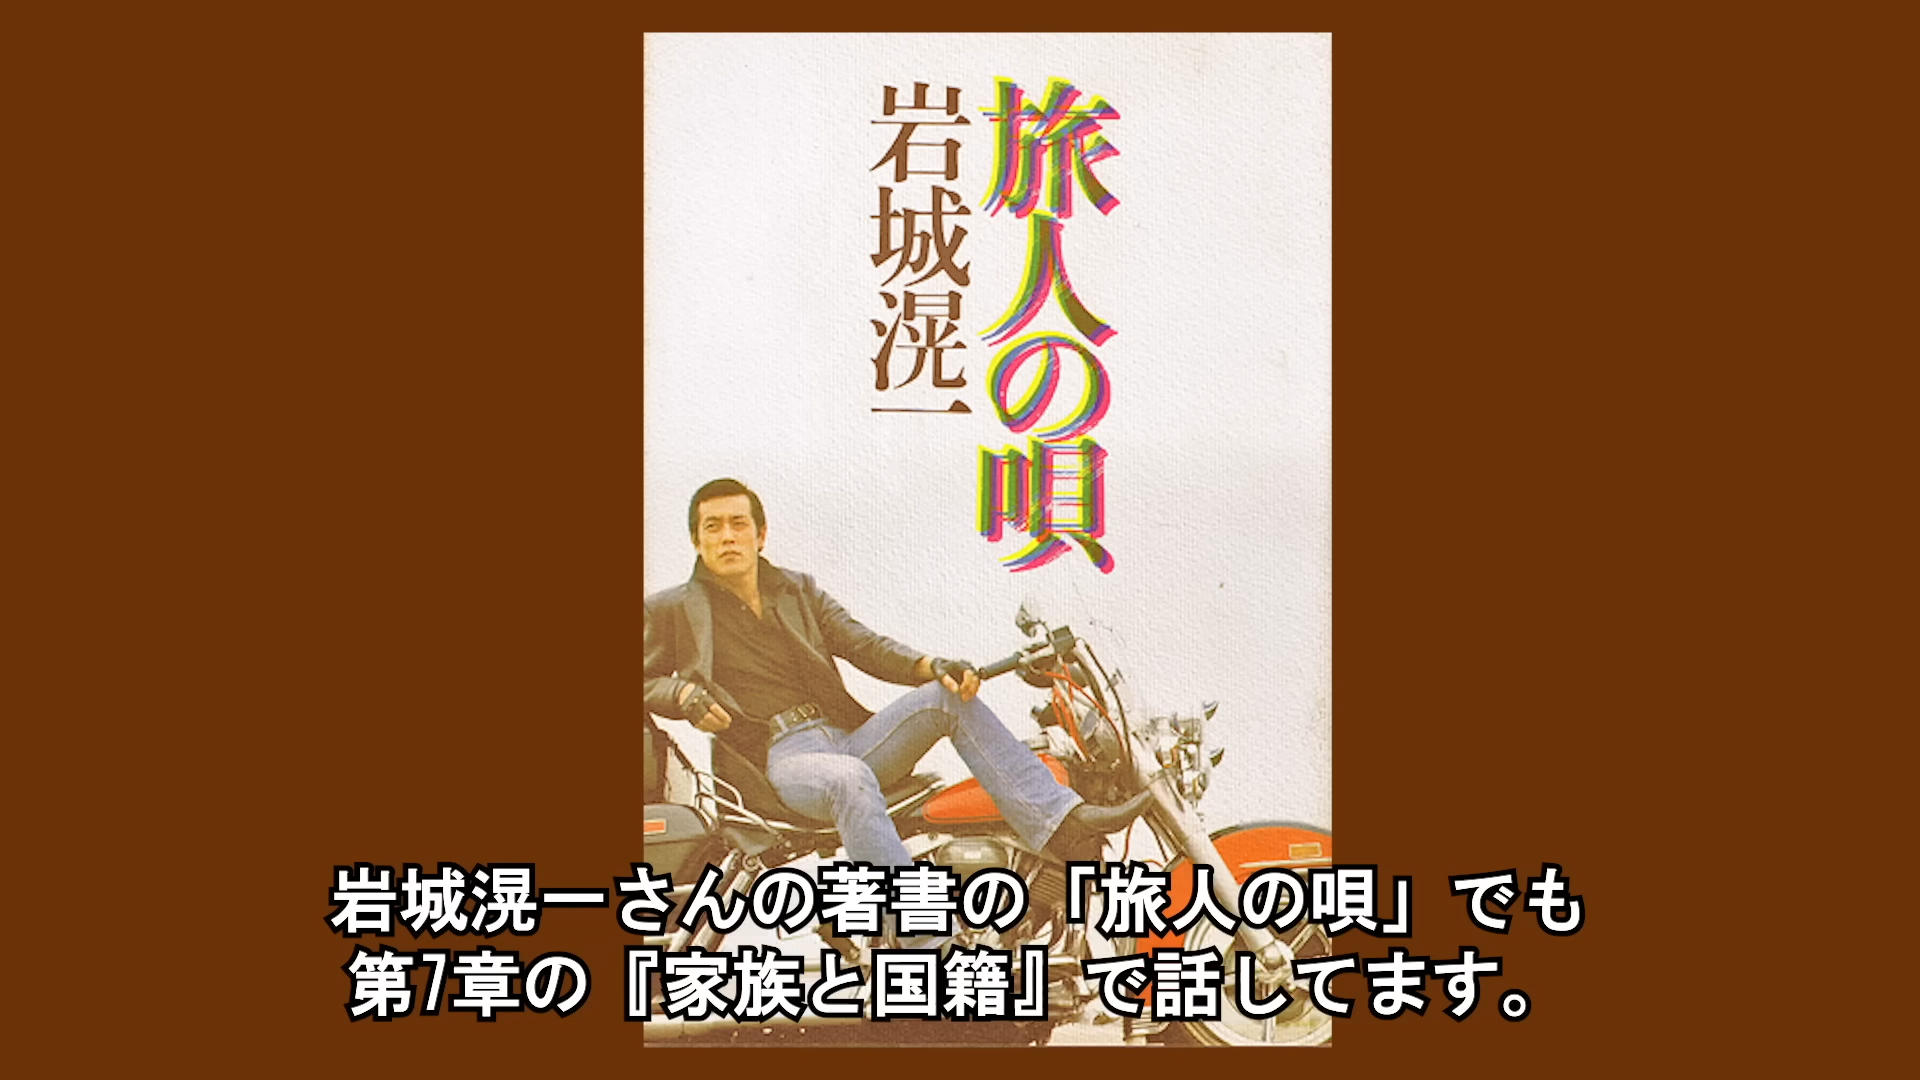 旅人の唄
岩城滉一
岩城滉一さんの著書の「旅人の唄」でも
第7章の『家族と国籍』で話してます。